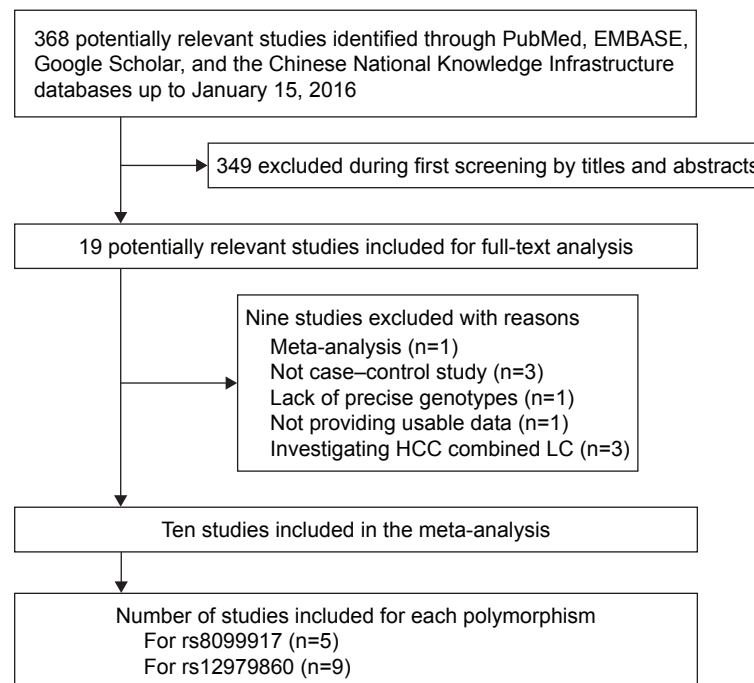 368 potentially relevant studies identified through PubMed, EMBASE,
Google Scholar, and the Chinese National Knowledge Infrastructure
databases up to January 15, 2016
349 excluded during first screening by titles and abstracts
19 potentially relevant studies included for full-text analysis
Nine studies excluded with reasons
Meta-analysis (n=1)
Not case–control study (n=3)
Lack of precise genotypes (n=1)
Not providing usable data (n=1)
Investigating HCC combined LC (n=3)
Ten studies included in the meta-analysis
Number of studies included for each polymorphism
For rs8099917 (n=5)
For rs12979860 (n=9)